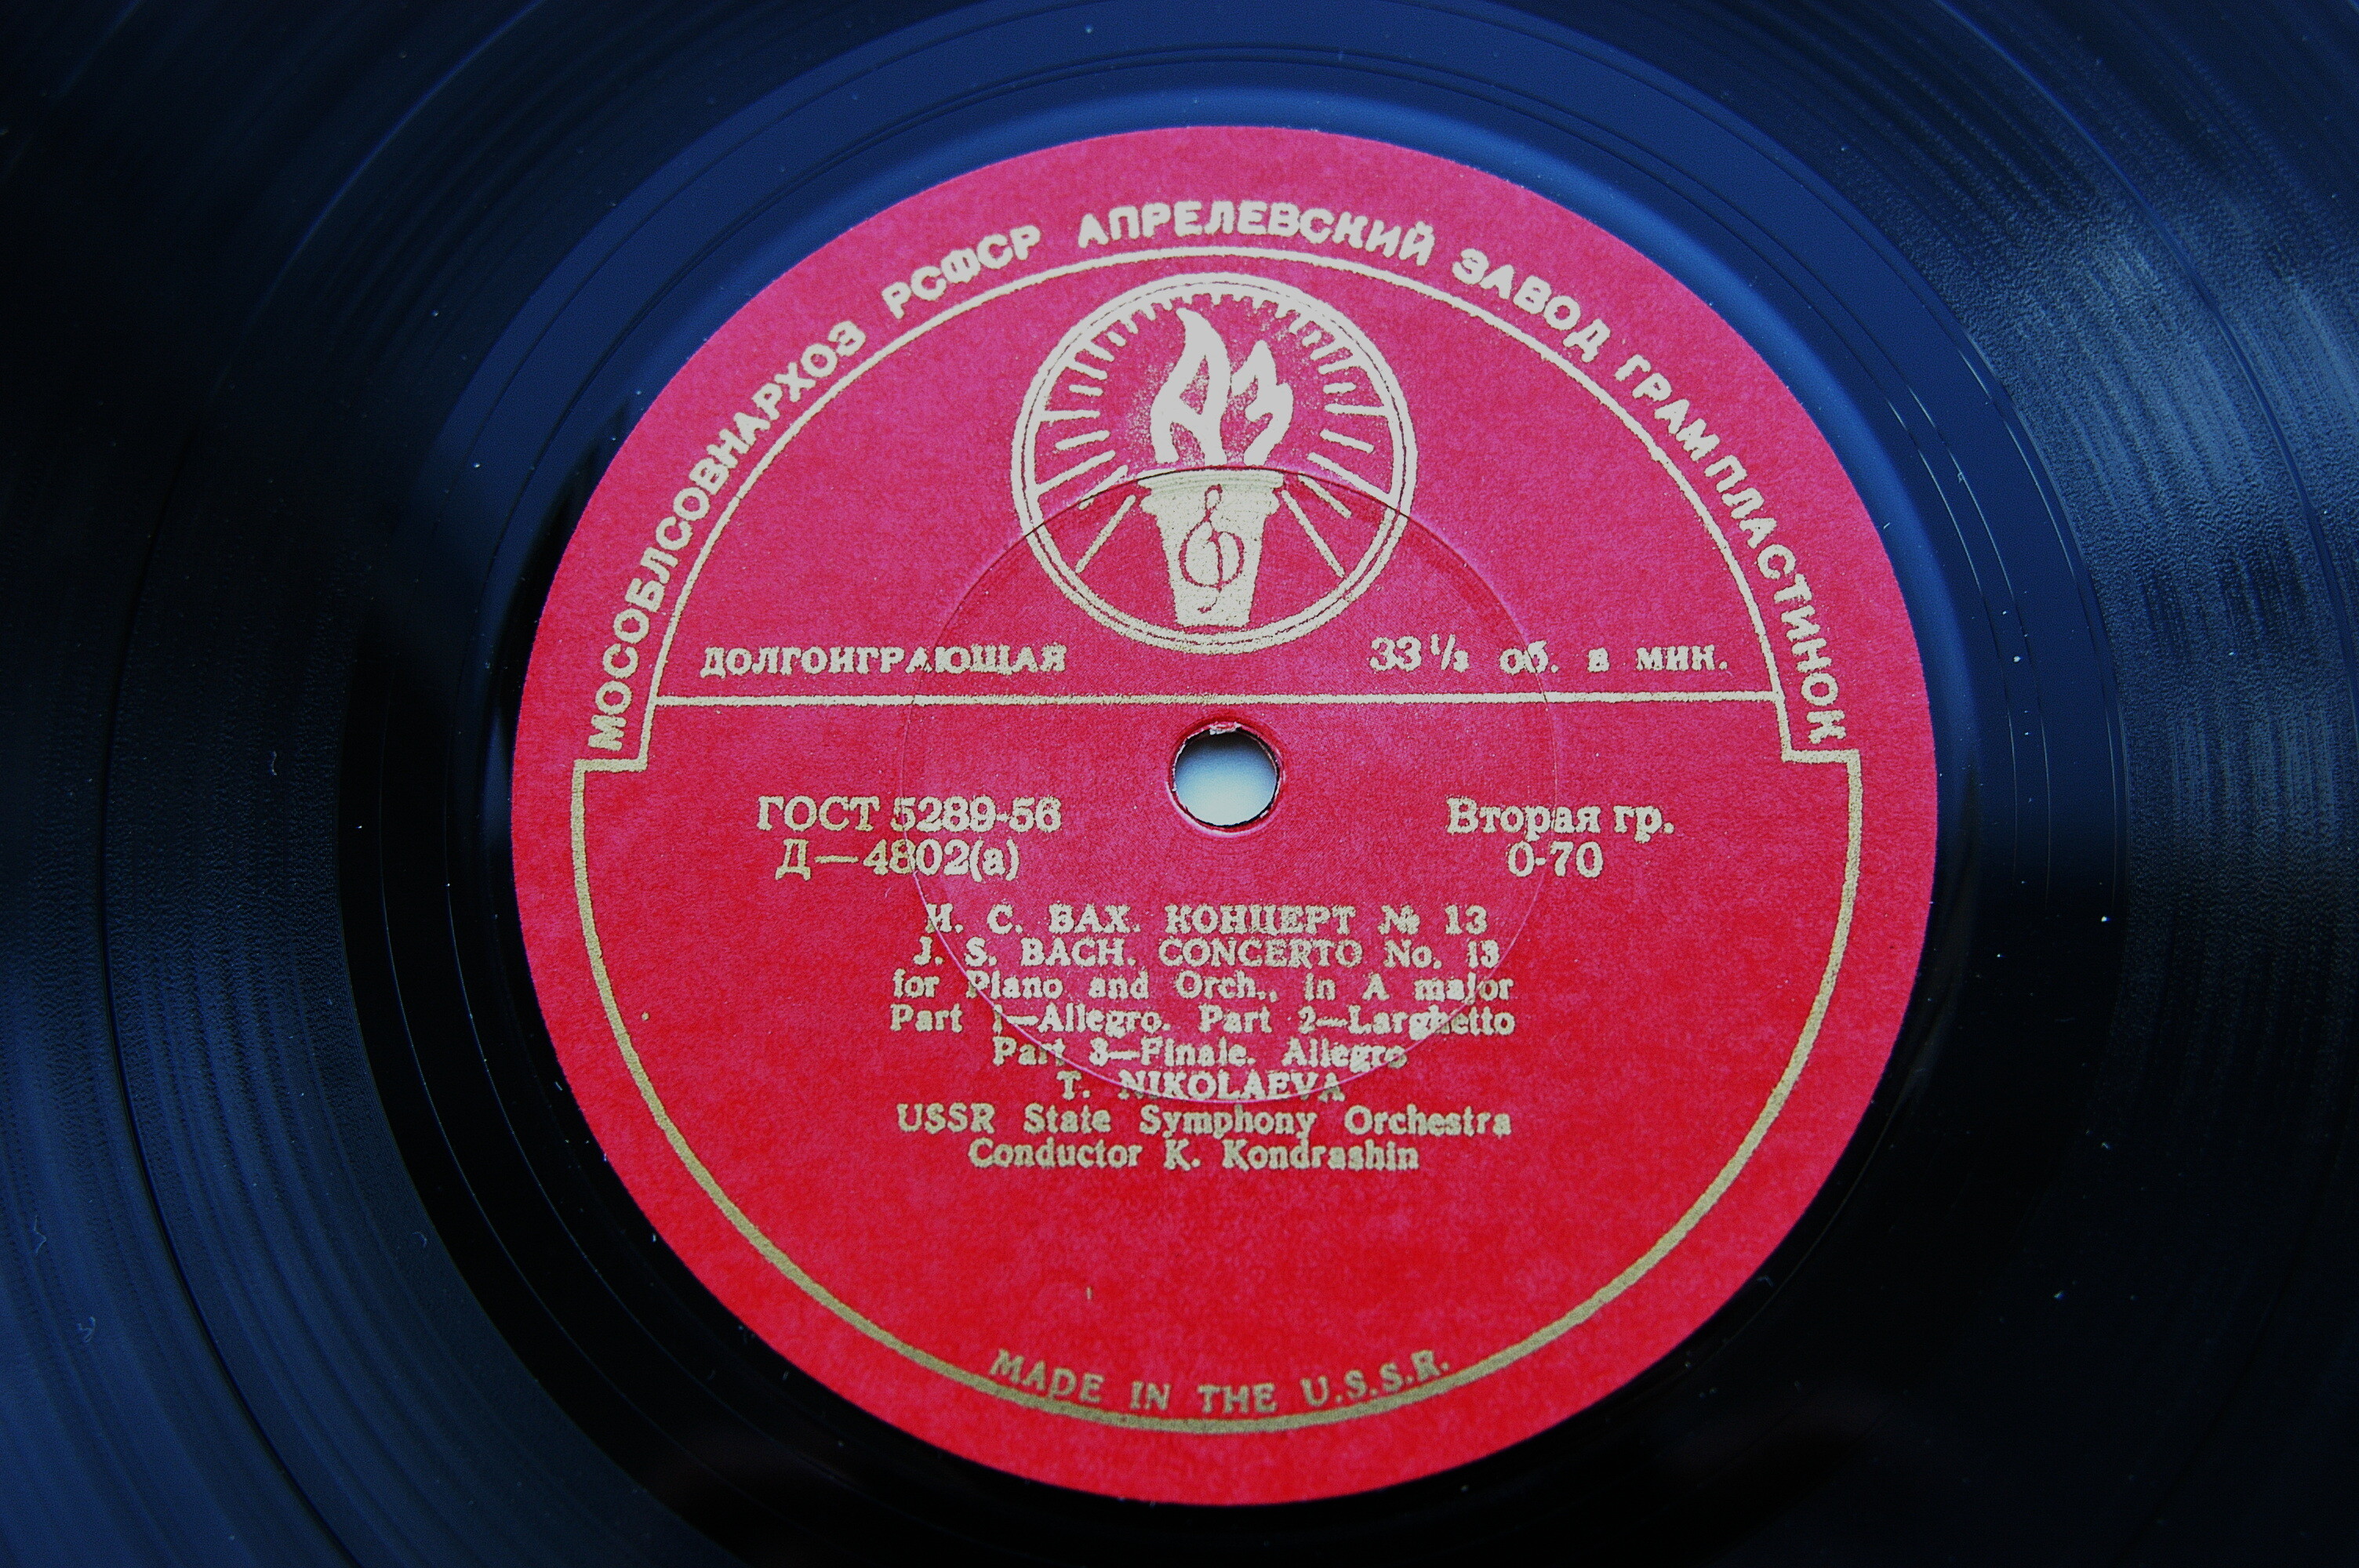 МОСОБЛСОВНАРХОЗ РСФСР АПРЕЛЕВСКИЙ ЗАВОД ГРАМПЛАСТИНОК
АЗ
ДОЛГОИГРАЮЩАЯ 33⅓ об. в мин.
ГОСТ 5289-56 Вторая гр.
Д—4802(а) 0-70
И. С. БАХ. КОНЦЕРТ № 13
J. S. BACH. CONCERTO No. 13
for Piano and Orch., in A major
Part 1—Allegro. Part 2—Larghetto
Part 3—Finale. Allegro
T. NIKOLAEVA
USSR State Symphony Orchestra
Conductor K. Kondrashin
MADE IN THE U.S.S.R.